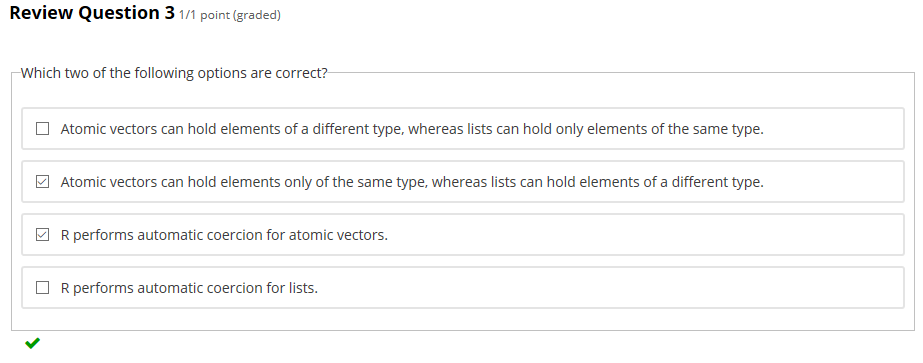 Review Question 3 1/1 point (graded)
Which two of the following options are correct?
Atomic vectors can hold elements of a different type, whereas lists can hold only elements of the same type.
Atomic vectors can hold elements only of the same type, whereas lists can hold elements of a different type.
R performs automatic coercion for atomic vectors.
R performs automatic coercion for lists.